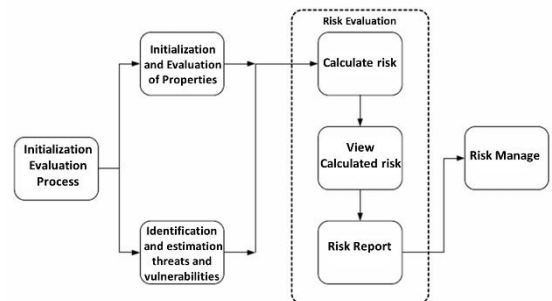 Risk Evaluation
Initialization
and Evaluation
of Properties
Calculate risk
Initialization
Evaluation
Process
View
Calculated risk
Risk Manage
Identification
and estimation
threats and
vulnerabilities
Risk Report